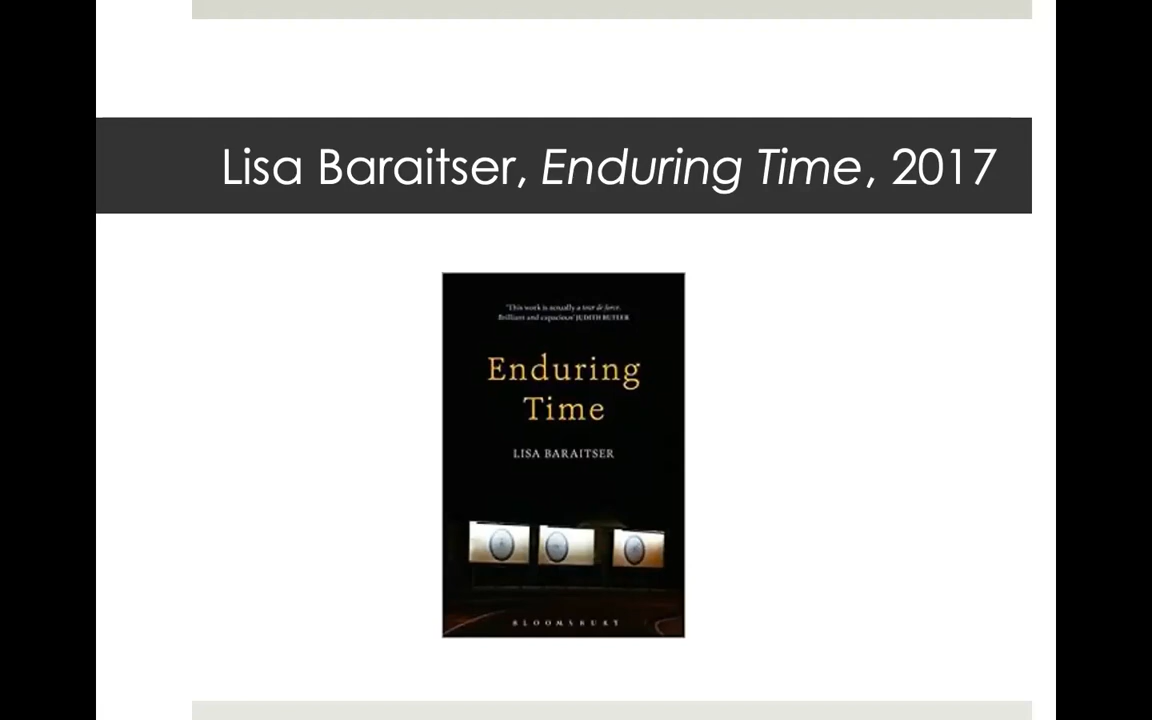 Lisa Baraitser, Enduring Time, 2017
'This work is actually a tour de force.
Brilliant and capacious' JUDITH BUTLER
Enduring
Time
LISA BARAITSER
BLOOMSBURY